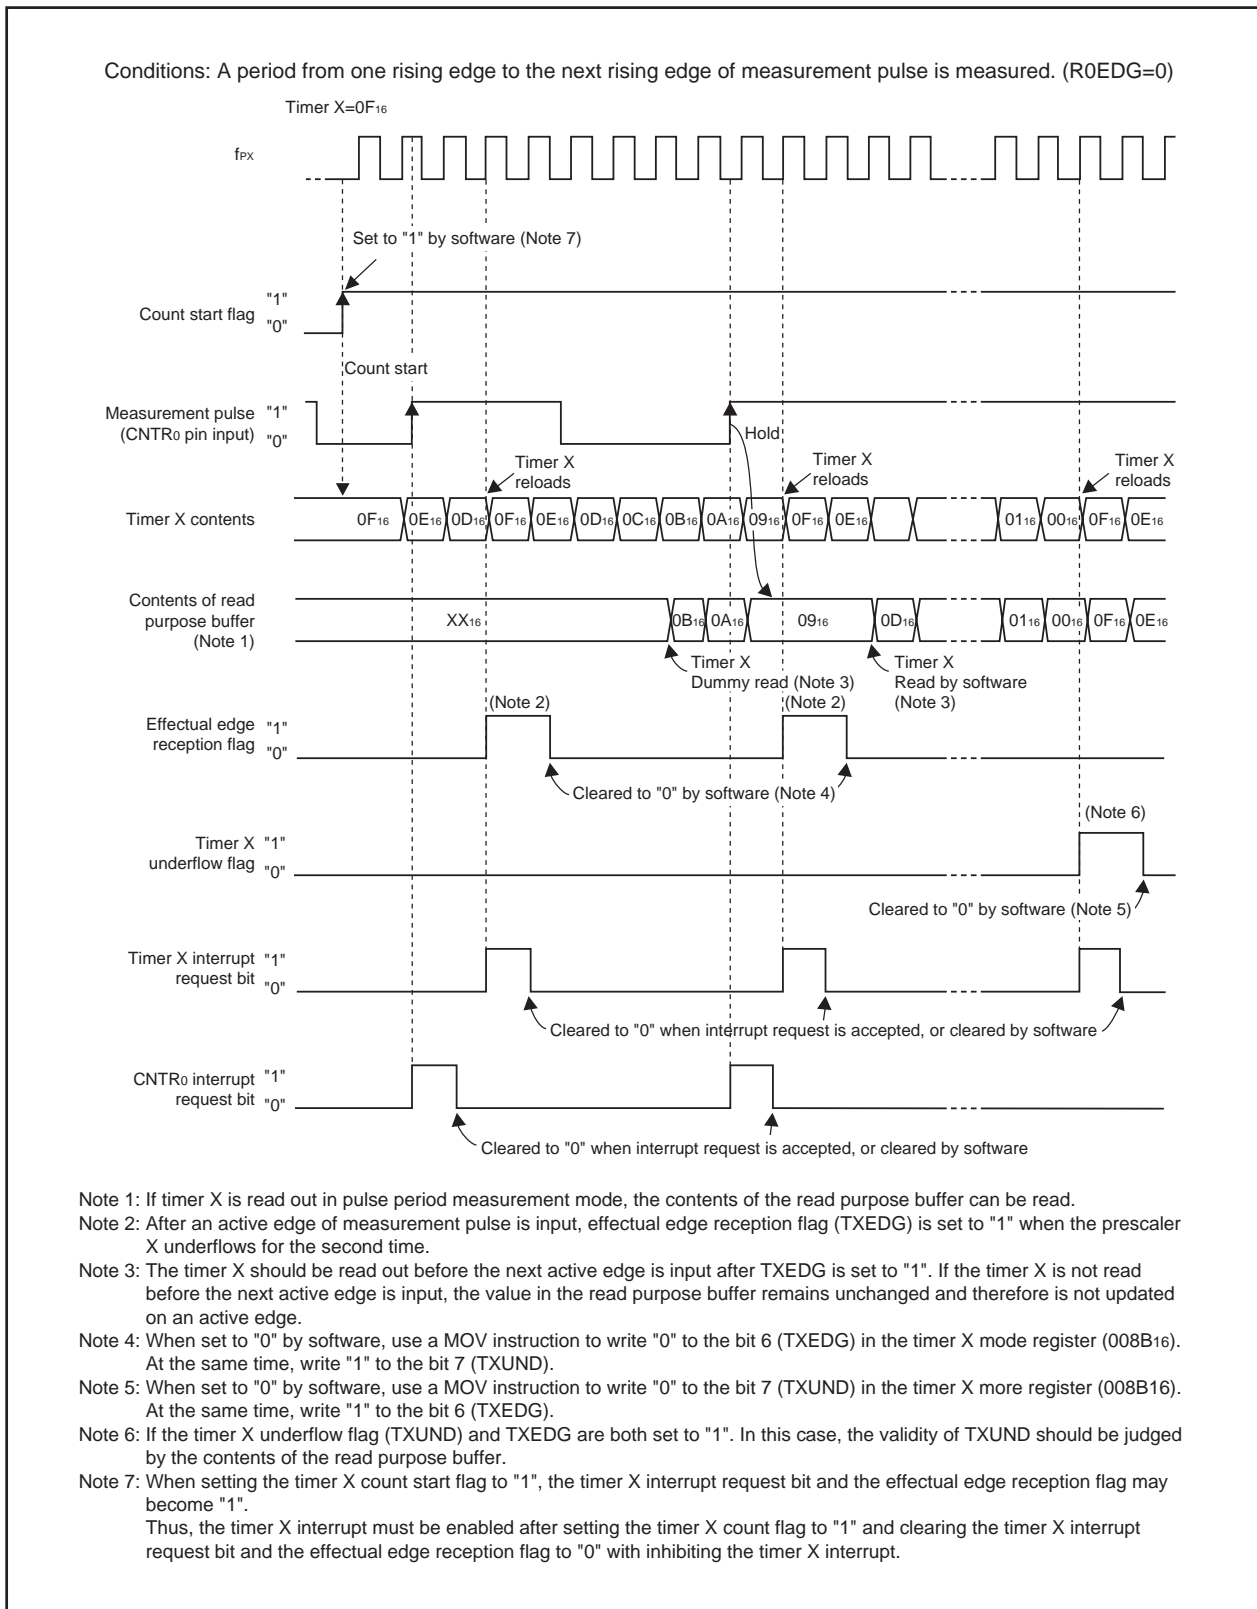 Conditions: A period from one rising edge to the next rising edge of measurement pulse is measured. (R0EDG=0)
Timer X=0F16
fPX
Set to "1" by software (Note 7)
"1"
Count start flag
"0"
Count start
Measurement pulse "1"
(CNTR0 pin input) "0"
Hold
Timer X
reloads
Timer X
reloads
Timer X
reloads
Timer X contents
0F16 0E16 0D16 0F16 0E16 0D16 0C16 0B16 0A16 0916 0F16 0E16 0116 0016 0F16 0E16
Contents of read
purpose buffer
(Note 1)
XX16 0B16 0A16 0916 0D16 0116 0016 0F16 0E16
Timer X
Dummy read (Note 3)
Timer X
Read by software
(Note 3)
(Note 2)
(Note 2)
Effectual edge "1"
reception flag "0"
Cleared to "0" by software (Note 4)
(Note 6)
Timer X "1"
underflow flag "0"
Cleared to "0" by software (Note 5)
Timer X interrupt "1"
request bit "0"
Cleared to "0" when interrupt request is accepted, or cleared by software
CNTR0 interrupt "1"
request bit "0"
Cleared to "0" when interrupt request is accepted, or cleared by software
Note 1: If timer X is read out in pulse period measurement mode, the contents of the read purpose buffer can be read.
Note 2: After an active edge of measurement pulse is input, effectual edge reception flag (TXEDG) is set to "1" when the prescaler
X underflows for the second time.
Note 3: The timer X should be read out before the next active edge is input after TXEDG is set to "1". If the timer X is not read
before the next active edge is input, the value in the read purpose buffer remains unchanged and therefore is not updated
on an active edge.
Note 4: When set to "0" by software, use a MOV instruction to write "0" to the bit 6 (TXEDG) in the timer X mode register (008B16).
At the same time, write "1" to the bit 7 (TXUND).
Note 5: When set to "0" by software, use a MOV instruction to write "0" to the bit 7 (TXUND) in the timer X more register (008B16).
At the same time, write "1" to the bit 6 (TXEDG).
Note 6: If the timer X underflow flag (TXUND) and TXEDG are both set to "1". In this case, the validity of TXUND should be judged
by the contents of the read purpose buffer.
Note 7: When setting the timer X count start flag to "1", the timer X interrupt request bit and the effectual edge reception flag may
become "1".
Thus, the timer X interrupt must be enabled after setting the timer X count flag to "1" and clearing the timer X interrupt
request bit and the effectual edge reception flag to "0" with inhibiting the timer X interrupt.